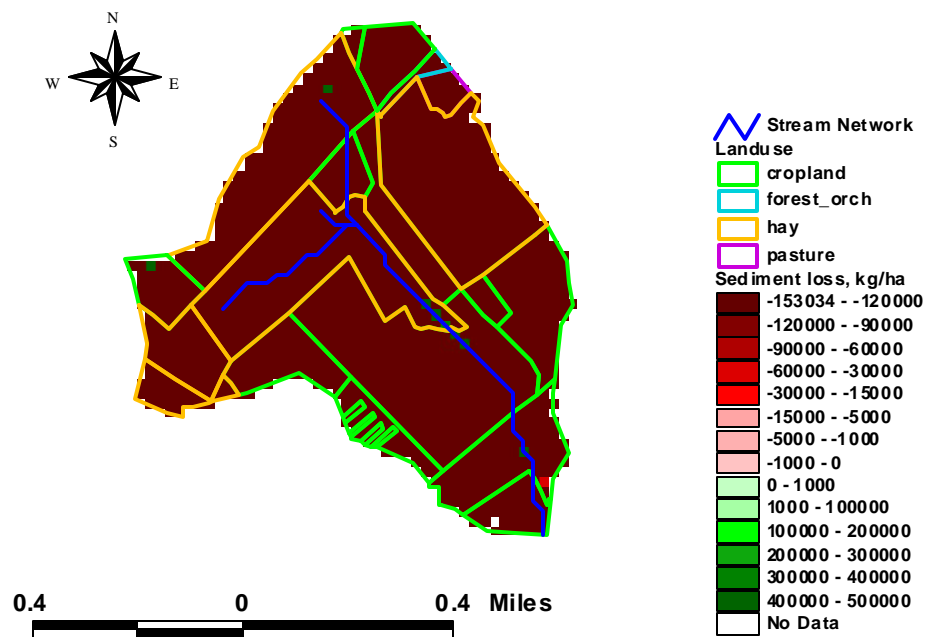 N
W E
S
Stream Network
Landuse
cropland
forest_orch
hay
pasture
Sediment loss, kg/ha
-153034 - -120000
-120000 - -90000
-90000 - -60000
-60000 - -30000
-30000 - -15000
-15000 - -5000
-5000 - -1000
-1000 - 0
0 - 1000
1000 - 100000
100000 - 200000
200000 - 300000
300000 - 400000
400000 - 500000
No Data
0.4 0 0.4 Miles